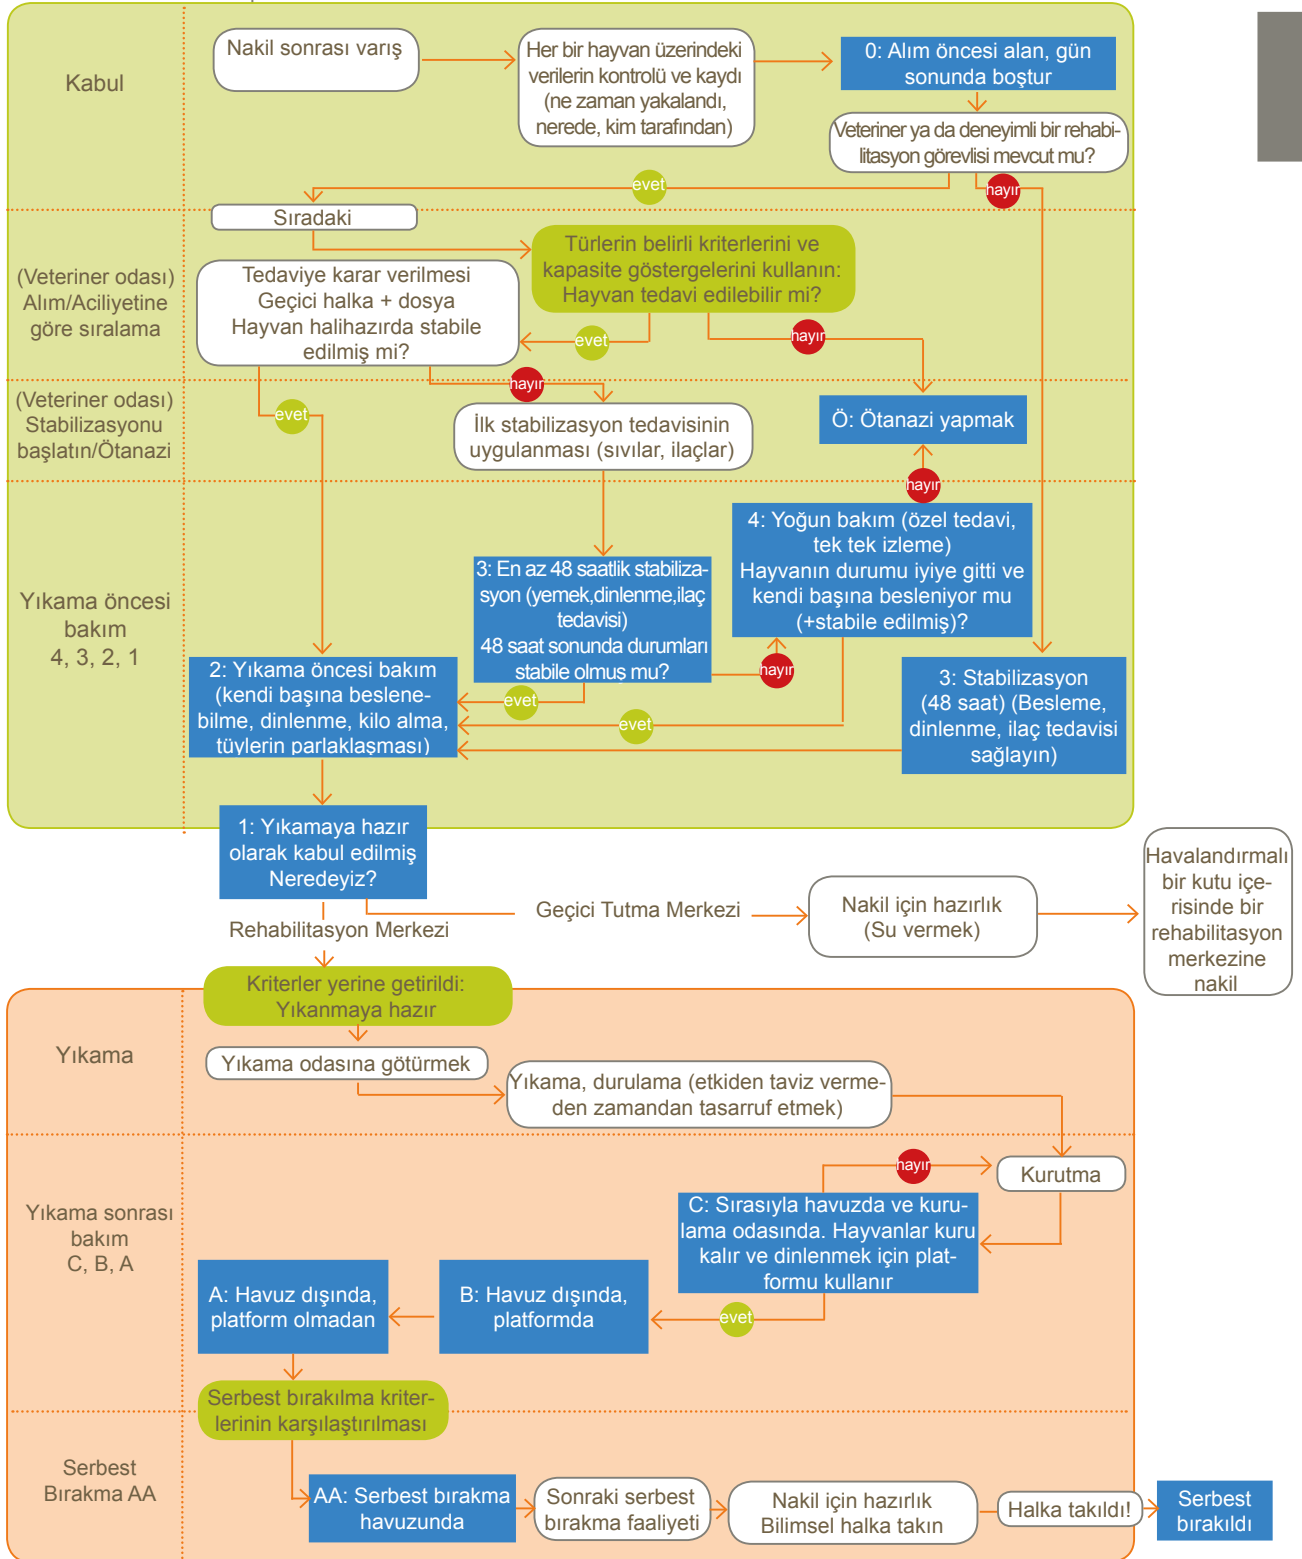 Kabul
Nakil sonrası varış
Her bir hayvan üzerindeki
verilerin kontrolü ve kaydı
(ne zaman yakalandı,
nerede, kim tarafından)
0: Alım öncesi alan, gün
sonunda boştur
Veteriner ya da deneyimli bir rehabi-
litasyon görevlisi mevcut mu?
evet
hayır
Sıradaki
(Veteriner odası)
Alım/Aciliyetine
göre sıralama
Tedaviye karar verilmesi
Geçici halka + dosya
Hayvan halihazırda stabile
edilmiş mi?
Türlerin belirli kriterlerini ve
kapasite göstergelerini kullanın:
Hayvan tedavi edilebilir mi?
evet
hayır
hayır
(Veteriner odası)
Stabilizasyonu
başlatın/Ötanazi
evet
İlk stabilizasyon tedavisinin
uygulanması (sıvılar, ilaçlar)
Ö: Ötanazi yapmak
hayır
Yıkama öncesi
bakım
4, 3, 2, 1
4: Yoğun bakım (özel tedavi,
tek tek izleme)
Hayvanın durumu iyiye gitti ve
kendi başına besleniyor mu
(+stabile edilmiş)?
3: En az 48 saatlik stabiliza-
syon (yemek,dinlenme,ilaç
tedavisi)
48 saat sonunda durumları
stabile olmuş mu?
hayır
2: Yıkama öncesi bakım
(kendi başına beslene-
bilme, dinlenme, kilo alma,
tüylerin parlaklaşması)
evet
evet
3: Stabilizasyon
(48 saat) (Besleme,
dinlenme, ilaç tedavisi
sağlayın)
1: Yıkamaya hazır
olarak kabul edilmiş
Neredeyiz?
Rehabilitasyon Merkezi
Geçici Tutma Merkezi
Nakil için hazırlık
(Su vermek)
Havalandırmalı
bir kutu içe-
risinde bir
rehabilitasyon
merkezine
nakil
Kriterler yerine getirildi:
Yıkanmaya hazır
Yıkama
Yıkama odasına götürmek
Yıkama, durulama (etkiden taviz verme-
den zamandan tasarruf etmek)
Yıkama sonrası
bakım
C, B, A
hayır
Kurutma
C: Sırasıyla havuzda ve kuru-
lama odasında. Hayvanlar kuru
kalır ve dinlenmek için plat-
formu kullanır
evet
B: Havuz dışında,
platformda
A: Havuz dışında,
platform olmadan
Serbest bırakılma kriter-
lerinin karşılaştırılması
Serbest
Bırakma AA
AA: Serbest bırakma
havuzunda
Sonraki serbest
bırakma faaliyeti
Nakil için hazırlık
Bilimsel halka takın
Halka takıldı!
Serbest
bırakıldı